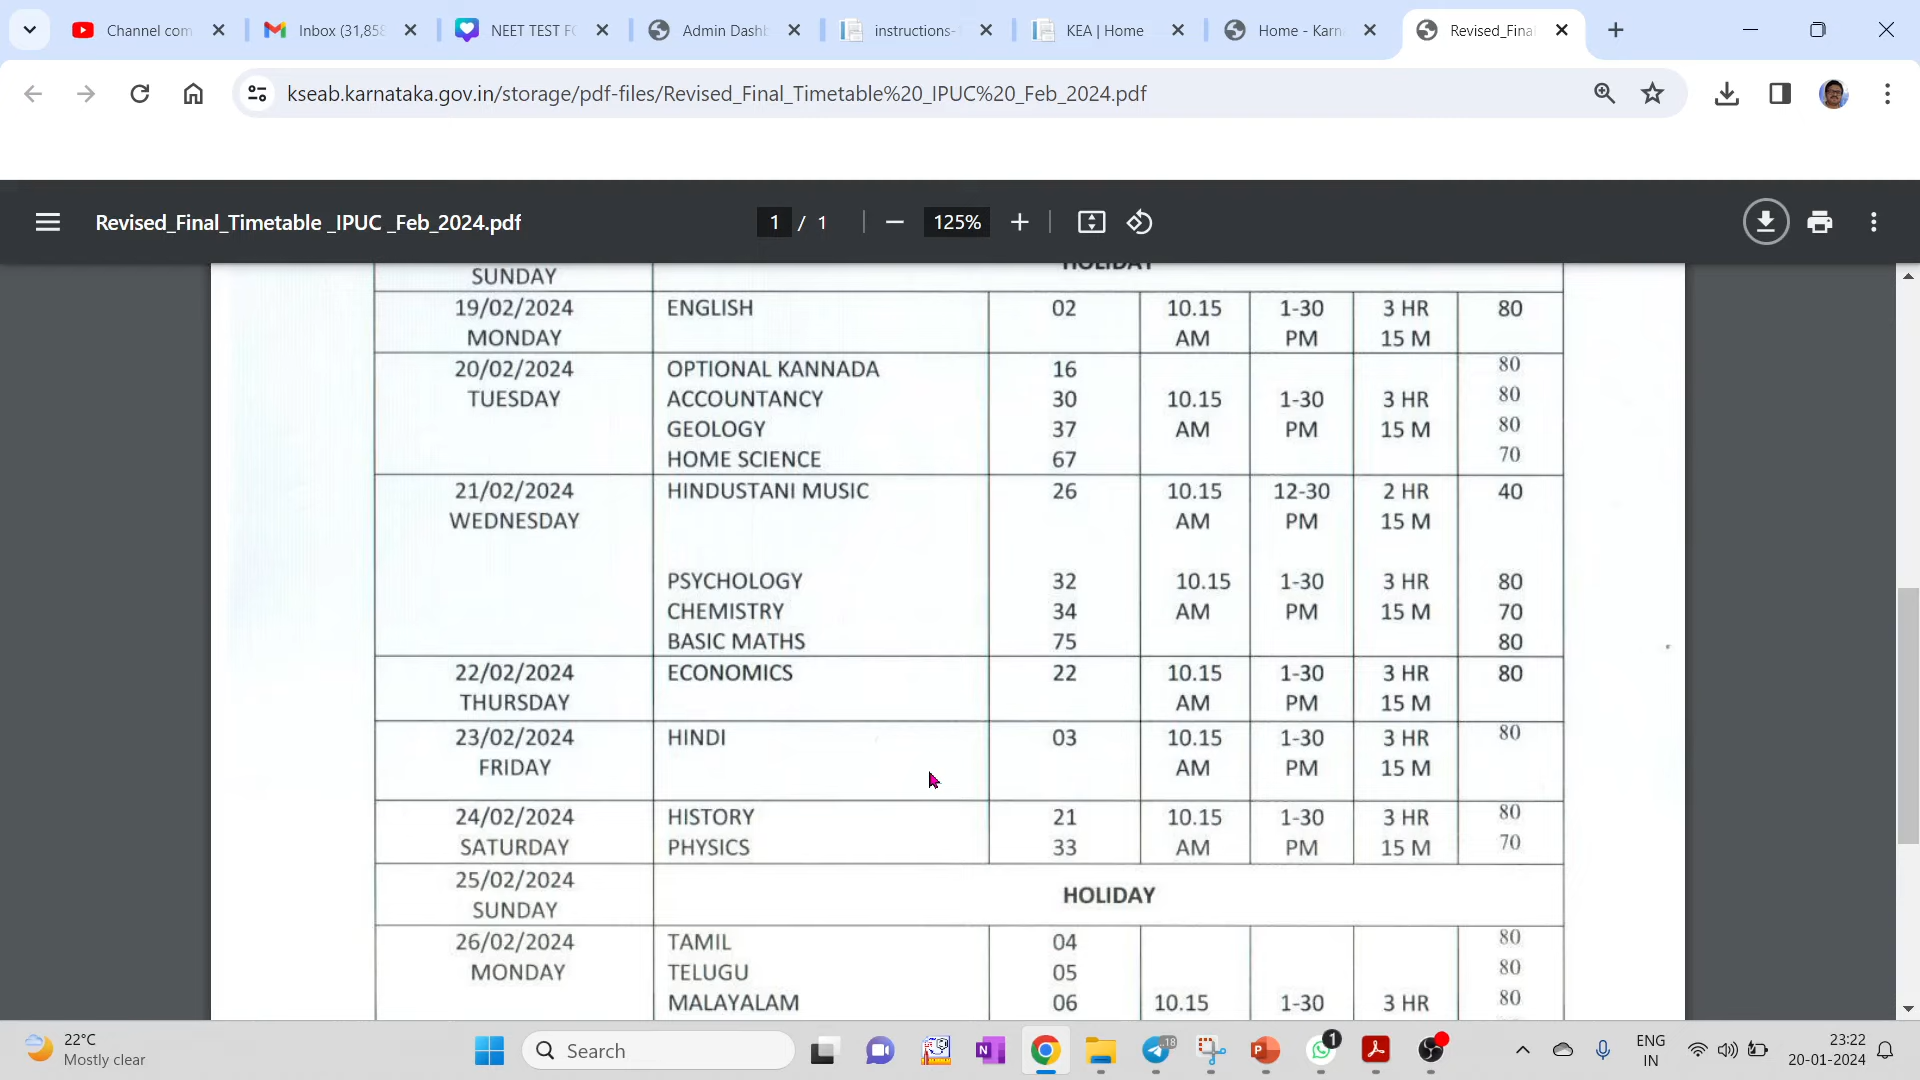 Channel com
Inbox (31,858
NEET TEST FO
Admin Dashb
instructions-
KEA | Home
Home - Karn
Revised_Fina
kseab.karnataka.gov.in/storage/pdf-files/Revised_Final_Timetable%20_IPUC%20_Feb_2024.pdf
Revised_Final_Timetable _IPUC _Feb_2024.pdf
1 / 1
125%
SUNDAY HOLIDAY
19/02/2024 ENGLISH 02 10.15 1-30 3 HR 80
MONDAY AM PM 15 M
20/02/2024 OPTIONAL KANNADA 16 80
TUESDAY ACCOUNTANCY 30 10.15 1-30 3 HR 80
GEOLOGY 37 AM PM 15 M 80
HOME SCIENCE 67 70
21/02/2024 HINDUSTANI MUSIC 26 10.15 12-30 2 HR 40
WEDNESDAY AM PM 15 M
PSYCHOLOGY 32 10.15 1-30 3 HR 80
CHEMISTRY 34 AM PM 15 M 70
BASIC MATHS 75 80
22/02/2024 ECONOMICS 22 10.15 1-30 3 HR 80
THURSDAY AM PM 15 M
23/02/2024 HINDI 03 10.15 1-30 3 HR 80
FRIDAY AM PM 15 M
24/02/2024 HISTORY 21 10.15 1-30 3 HR 80
SATURDAY PHYSICS 33 AM PM 15 M 70
25/02/2024 HOLIDAY
SUNDAY
26/02/2024 TAMIL 04 80
MONDAY TELUGU 05 80
MALAYALAM 06 10.15 1-30 3 HR 80
22°C
Mostly clear
Search
18
1
ENG
IN
23:22
20-01-2024